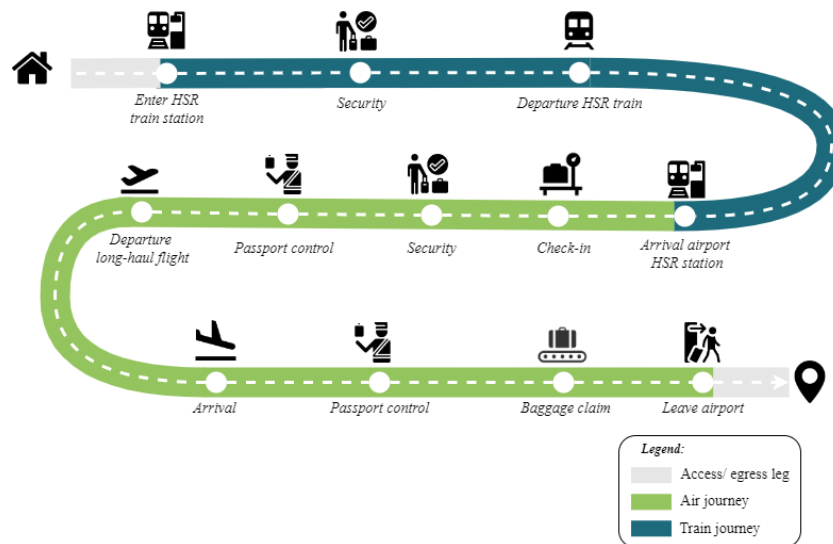 Enter HSR
train station
Security
Departure HSR train
Departure
long-haul flight
Passport control
Security
Check-in
Arrival airport
HSR station
Arrival
Passport control
Baggage claim
Leave airport
Legend:
Access/ egress leg
Air journey
Train journey